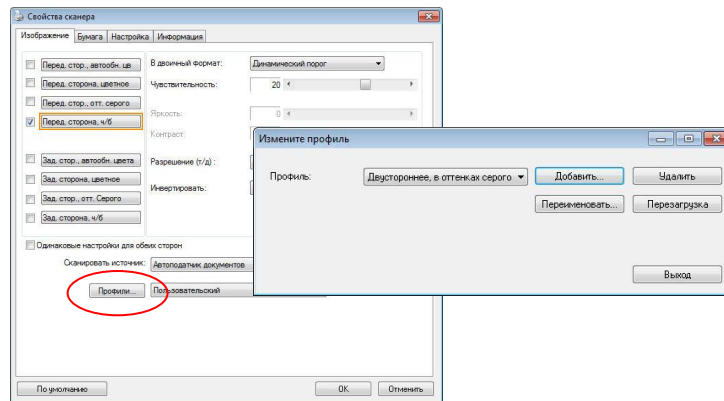 Свойства сканера
Изображение Бумага Настройка Информация
Перед. стор., автообн. цв
Перед. сторона, цветное
Перед. стор., отт. серого
Перед. сторона, ч/б
Зад. стор., автообн. цвета
Зад. сторона, цветное
Зад. стор., отт. Серого
Зад. сторона, ч/б
В двоичный формат: Динамический порог
Чувствительность: 20
Яркость: 0
Контраст:
Разрешение (т/д) :
Инвертировать:
Одинаковые настройки для обеих сторон
Сканировать источник: Автоподатчик документов
Профили... Пользовательский
По умолчанию OK Отменить
Измените профиль
Профиль: Двустороннее, в оттенках серого Добавить... Удалить
Переименовать... Перезагрузка
Выход